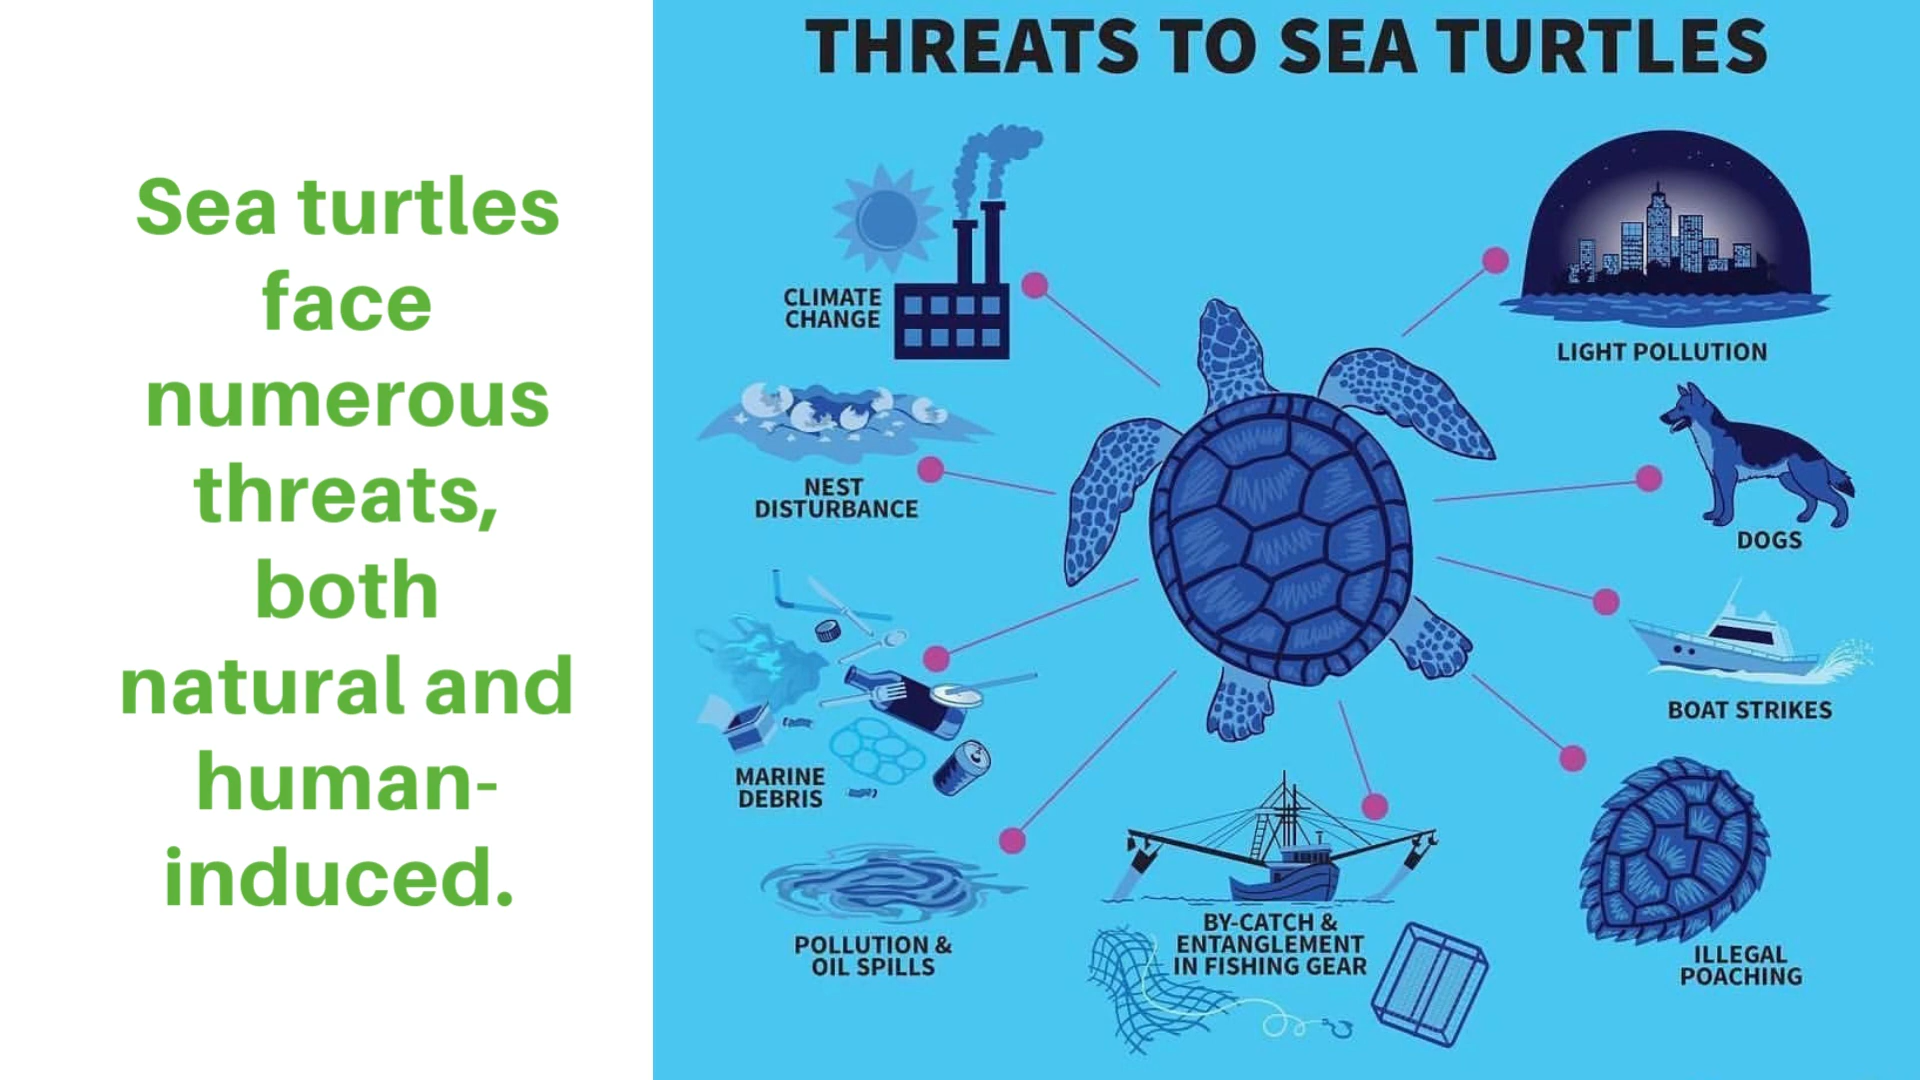 Sea turtles
face
numerous
threats,
both
natural and
human-
induced.
THREATS TO SEA TURTLES
CLIMATE
CHANGE
LIGHT POLLUTION
NEST
DISTURBANCE
DOGS
MARINE
DEBRIS
BOAT STRIKES
POLLUTION &
OIL SPILLS
BY-CATCH &
ENTANGLEMENT
IN FISHING GEAR
ILLEGAL
POACHING